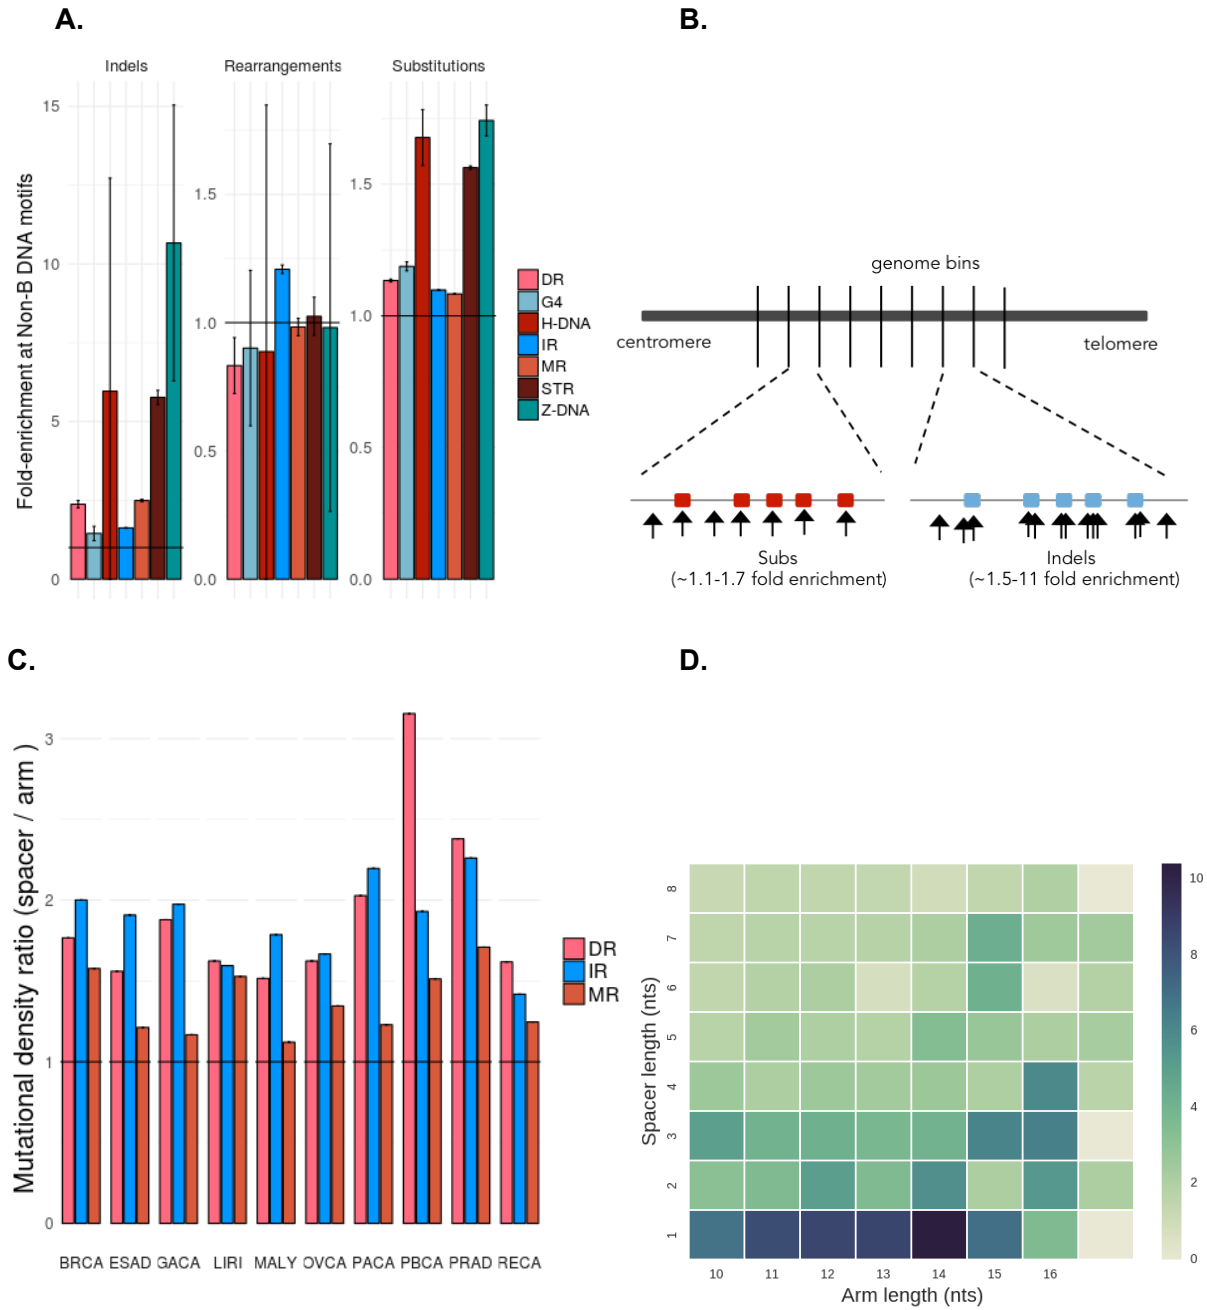 A.
Indels
Rearrangements
Substitutions
Fold-enrichment at Non-B DNA motifs
15
10
5
0
1.5
1.0
0.5
0.0
1.5
1.0
0.5
0.0
DR
G4
H-DNA
IR
MR
STR
Z-DNA
B.
genome bins
centromere
telomere
Subs
(~1.1-1.7 fold enrichment)
Indels
(~1.5-11 fold enrichment)
C.
Mutational density ratio (spacer / arm )
3
2
1
0
BRCA ESAD GACA LIRI MALY OVCA PACA PBCA PRAD RECA
DR
IR
MR
D.
Spacer length (nts)
8
7
6
5
4
3
2
1
10 11 12 13 14 15 16
Arm length (nts)
10
8
6
4
2
0